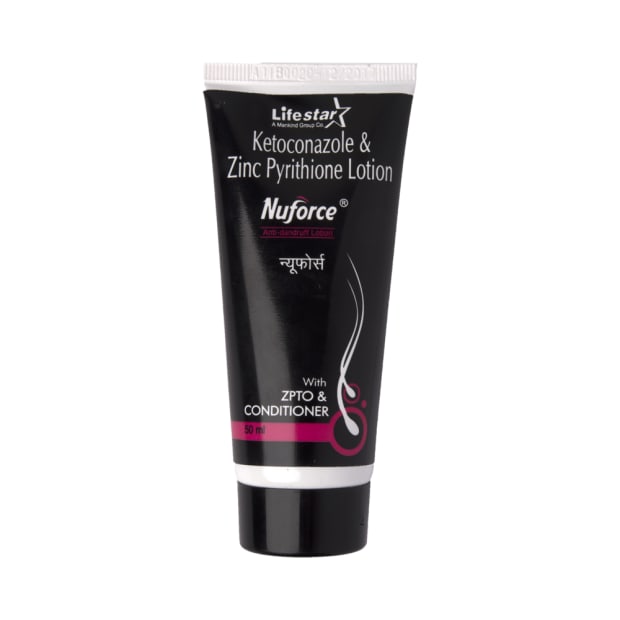 Lifestar
A Mankind Group Co.
Ketoconazole &
Zinc Pyrithione Lotion
Nuforce®
Anti-dandruff Lotion
न्यूफोर्स
With
ZPTO &
CONDITIONER
50 ml